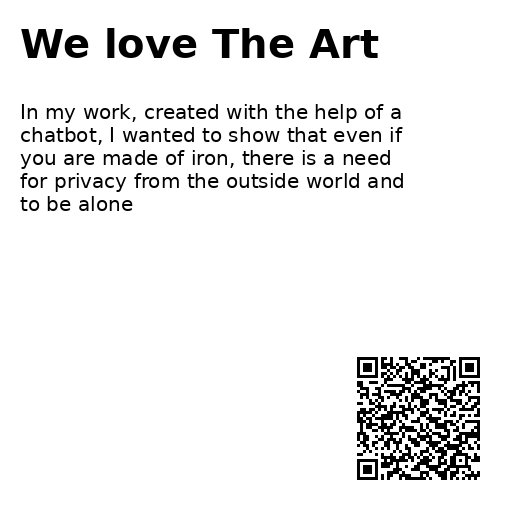 We love The Art
In my work, created with the help of a
chatbot, I wanted to show that even if
you are made of iron, there is a need
for privacy from the outside world and
to be alone